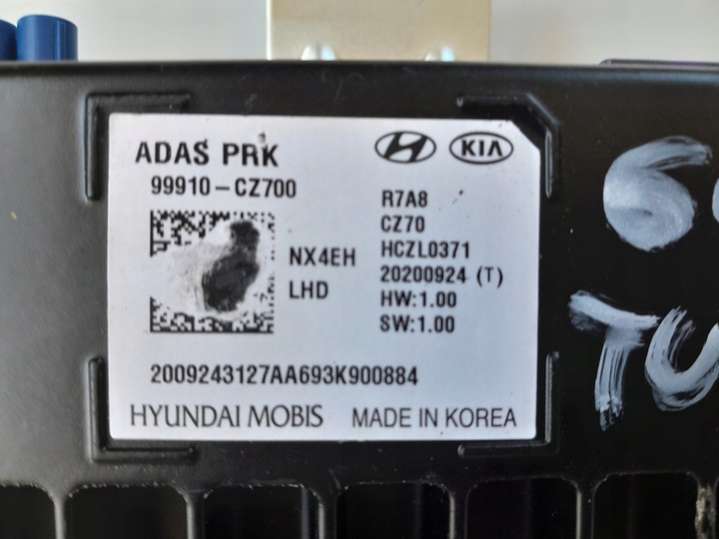 ADAS PRK
KIA
99910-CZ700
R7A8
CZ70
NX4EH
HCZL0371
LHD
20200924 (T)
HW:1.00
SW:1.00
2009243127AA693K900884
HYUNDAI MOBIS
MADE IN KOREA
TU